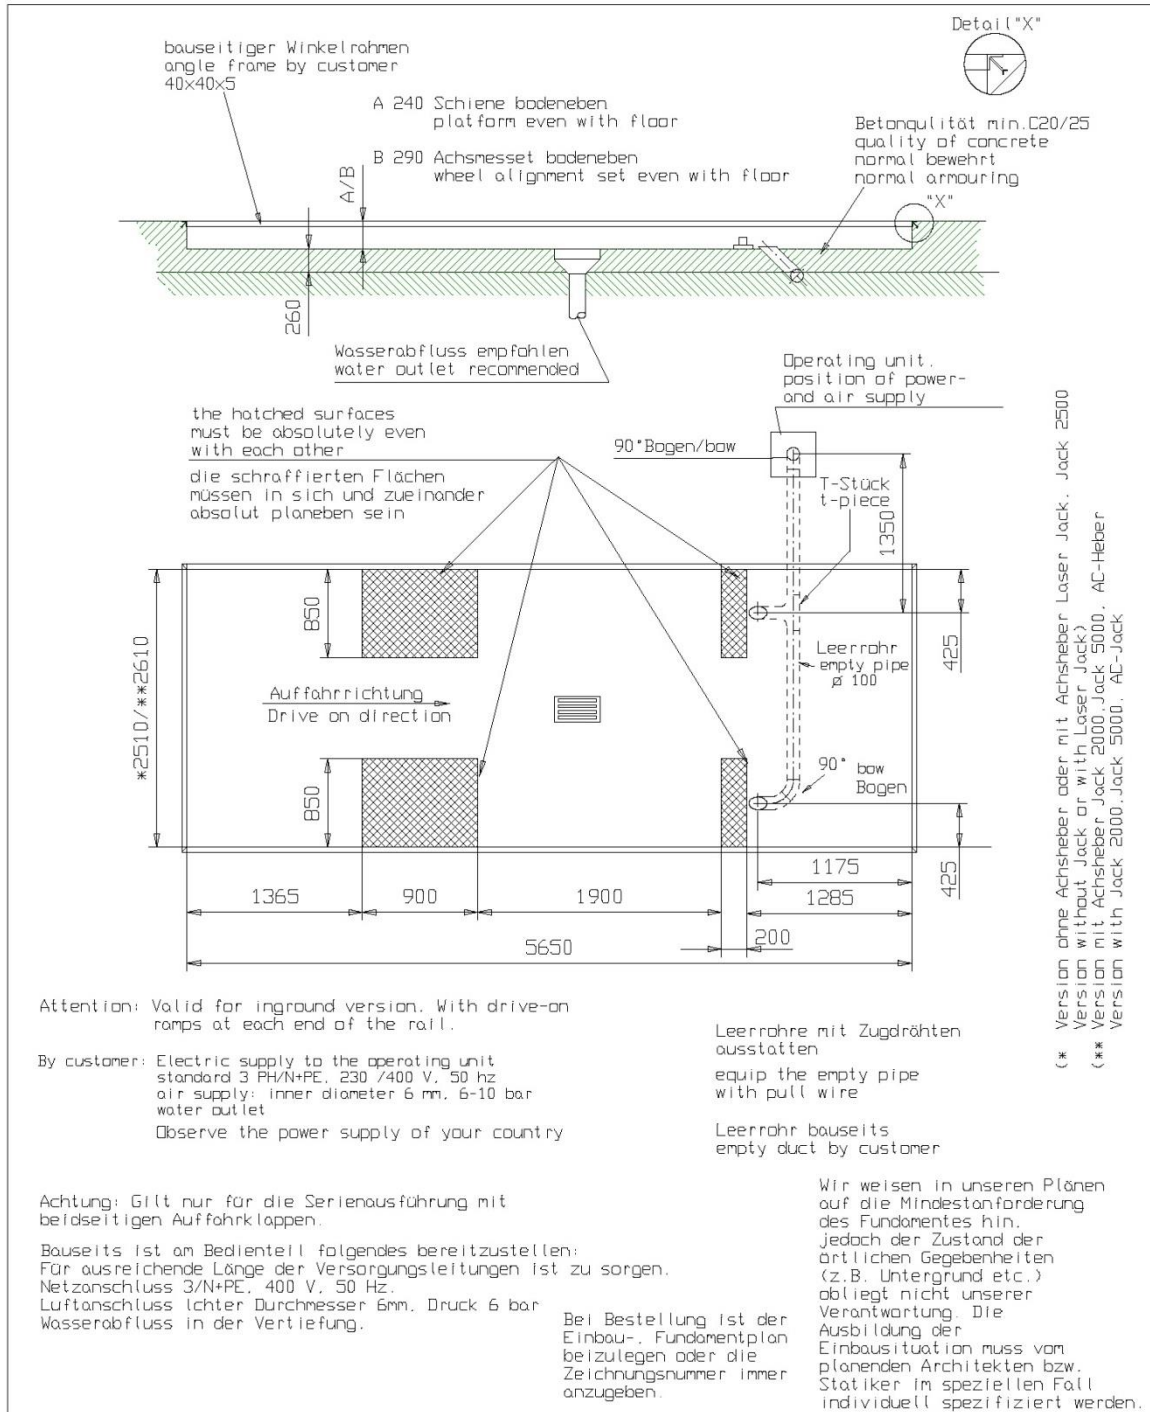 Detail"X"
bauseitiger Winkelrahmen
angle frame by customer
40x40x5
A 240 Schiene bodeneben
platform even with floor
B 290 Achsmesset bodeneben
wheel alignment set even with floor
Betonqulität min.C20/25
quality of concrete
normal bewehrt
normal armouring
"X"
A/B
260
Wasserabfluss empfohlen
water outlet recommended
Operating unit,
position of power-
and air supply
the hatched surfaces
must be absolutely even
with each other
die schraffierten Flächen
müssen in sich und zueinander
absolut planeben sein
90°Bogen/bow
T-Stück
t-piece
1350
850
425
*2510/**2610
Leerrohr
empty pipe
ø 100
Auffahrrichtung
Drive on direction
850
90° bow
Bogen
1175
425
1365
900
1900
1285
200
5650
(* Version ohne Achsheber oder mit Achsheber Laser Jack, Jack 2500
Version without Jack or with Laser Jack)
(** Version mit Achsheber Jack 2000,Jack 5000, AC-Heber
Version with Jack 2000,Jack 5000, AC-Jack
Attention: Valid for inground version. With drive-on
ramps at each end of the rail.
By customer: Electric supply to the operating unit
standard 3 PH/N+PE, 230 /400 V, 50 hz
air supply: inner diameter 6 mm, 6-10 bar
water outlet
Observe the power supply of your country
Leerrohre mit Zugdrähten
ausstatten
equip the empty pipe
with pull wire
Leerrohr bauseits
empty duct by customer
Achtung: Gilt nur für die Serienausführung mit
beidseitigen Auffahrklappen.
Bauseits ist am Bedienteil folgendes bereitzustellen:
Für ausreichende Länge der Versorgungsleitungen ist zu sorgen.
Netzanschluss 3/N+PE, 400 V, 50 Hz.
Luftanschluss lchter Durchmesser 6mm, Druck 6 bar
Wasserabfluss in der Vertiefung.
Bei Bestellung ist der
Einbau-, Fundamentplan
beizulegen oder die
Zeichnungsnummer immer
anzugeben.
Wir weisen in unseren Plänen
auf die Mindestanforderung
des Fundamentes hin,
jedoch der Zustand der
örtlichen Gegebenheiten
(z.B. Untergrund etc.)
obliegt nicht unserer
Verantwortung. Die
Ausbildung der
Einbausituation muss vom
planenden Architekten bzw.
Statiker im speziellen Fall
individuell spezifiziert werden.